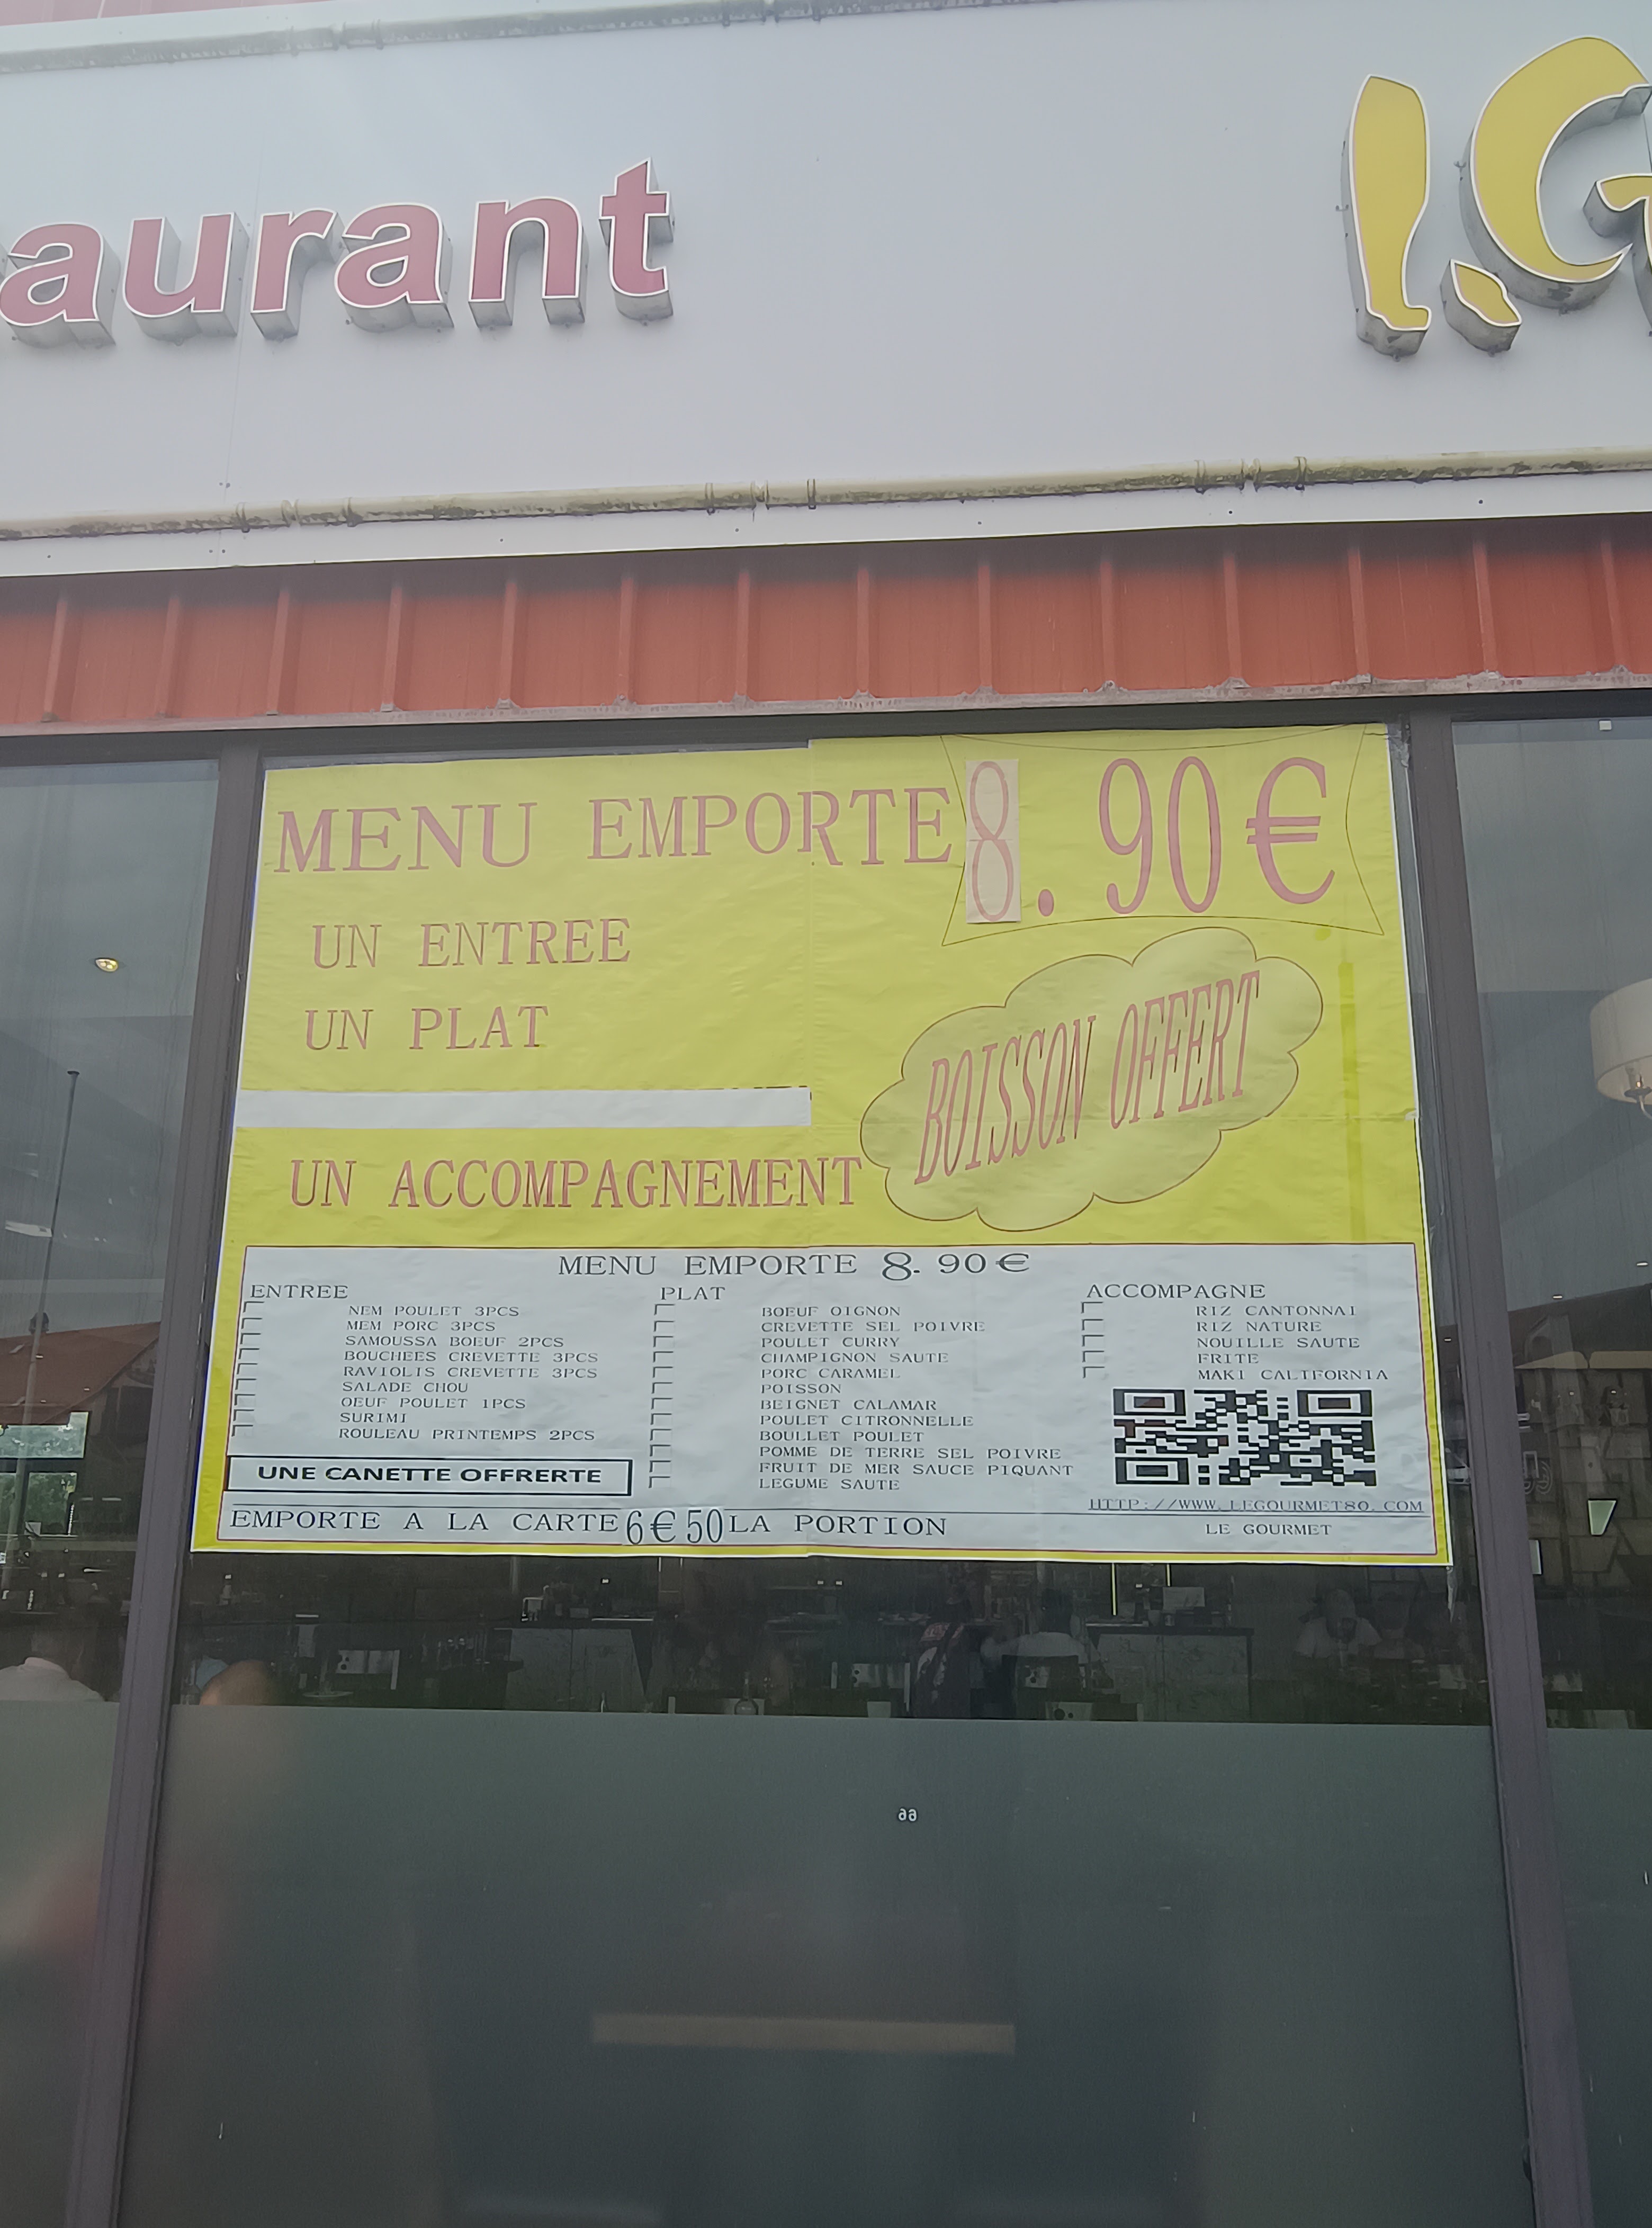 aurant
l.G
MENU EMPORTE 8.90€
UN ENTREE
UN PLAT
BOISSON OFFERT
UN ACCOMPAGNEMENT
MENU EMPORTE 8.90€
ENTREE
NEM POULET 3PCS
MEM PORC 3PCS
SAMOUSSA BOEUF 2PCS
BOUCHEES CREVETTE 3PCS
RAVIOLIS CREVETTE 3PCS
SALADE CHOU
OEUF POULET 1PCS
SURIMI
ROULEAU PRINTEMPS 2PCS
UNE CANETTE OFFRERTE
PLAT
BOEUF OIGNON
CREVETTE SEL POIVRE
POULET CURRY
CHAMPIGNON SAUTE
PORC CARAMEL
POISSON
BEIGNET CALAMAR
POULET CITRONNELLE
BOULLET POULET
POMME DE TERRE SEL POIVRE
FRUIT DE MER SAUCE PIQUANT
LEGUME SAUTE
ACCOMPAGNE
RIZ CANTONNAI
RIZ NATURE
NOUILLE SAUTE
FRITE
MAKI CALIFORNIA
HTTP://WWW.LEGOURMET80.COM
LE GOURMET
EMPORTE A LA CARTE 6€50 LA PORTION